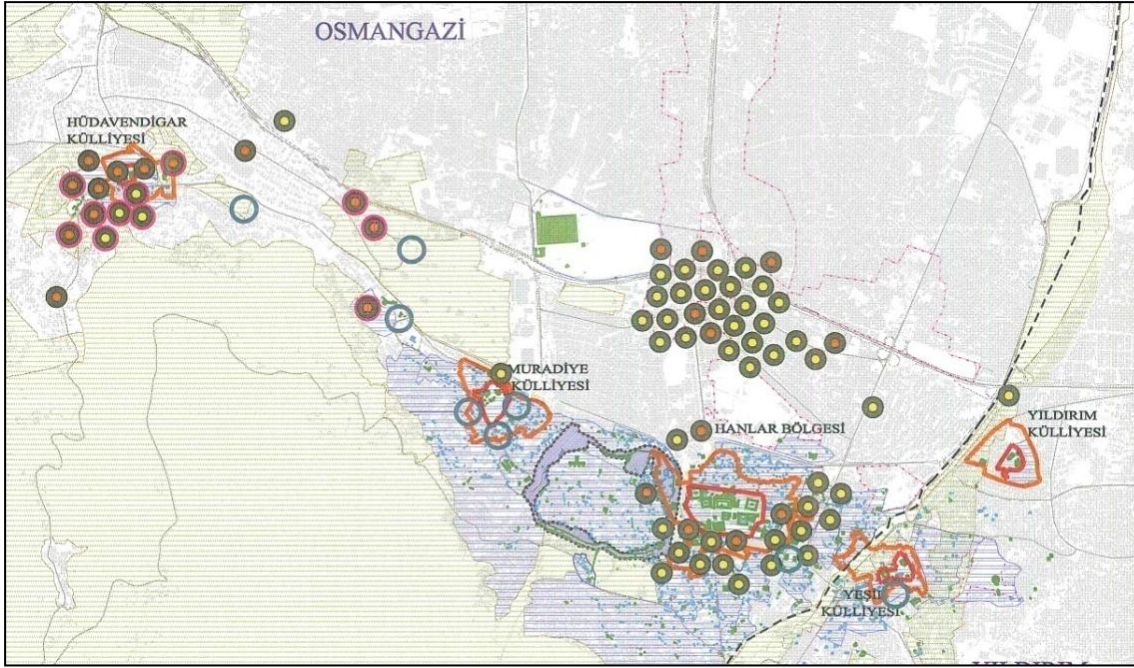 OSMANGAZİ
HÜDAVENDİGAR
KÜLLİYESİ
MURADİYE
KÜLLİYESİ
HANLAR BÖLGESİ
YILDIRIM
KÜLLİYESİ
YEŞİL
KÜLLİYESİ